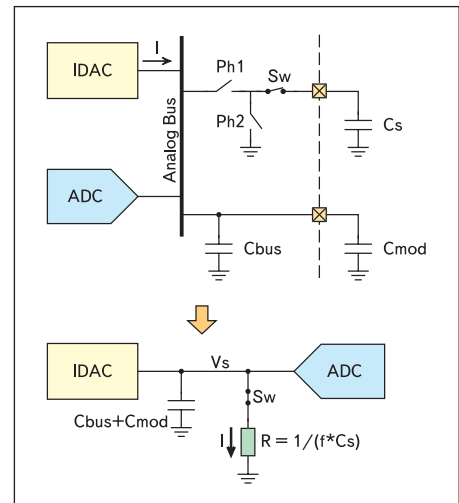 IDAC
I
Ph1
Sw
Ph2
Cs
Analog Bus
ADC
Cbus
Cmod
IDAC
Vs
ADC
Cbus+Cmod
Sw
I
R = 1/(f*Cs)